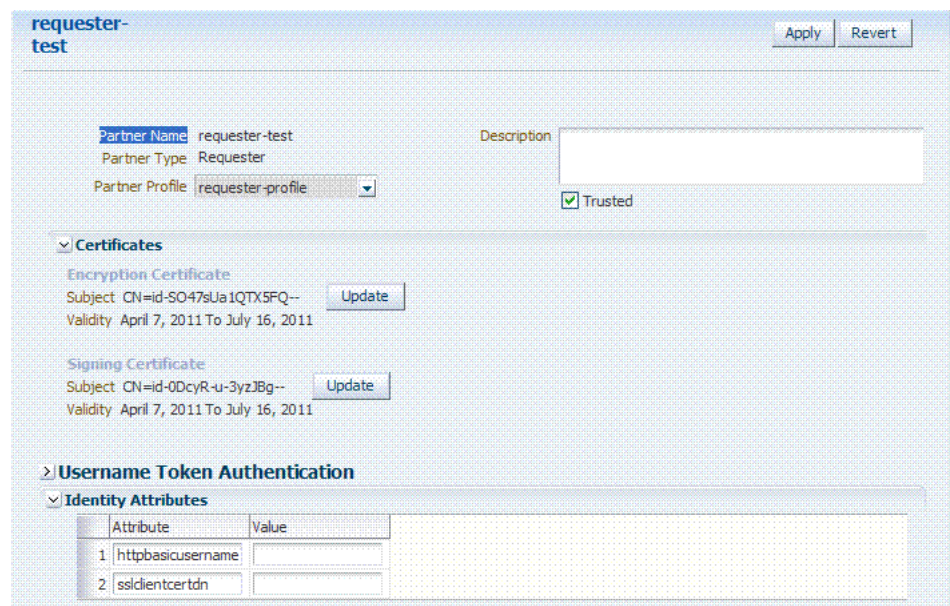 requester-
test
Apply Revert
Partner Name requester-test
Partner Type Requester
Partner Profile requester-profile
Description
Trusted
Certificates
Encryption Certificate
Subject CN=id-SO47sUa1QTX5FQ-- Update
Validity April 7, 2011 To July 16, 2011
Signing Certificate
Subject CN=id-0DcyR-u-3yzJBg-- Update
Validity April 7, 2011 To July 16, 2011
Username Token Authentication
Identity Attributes
Attribute Value
1 httpbasicusername
2 sslclientcertdn